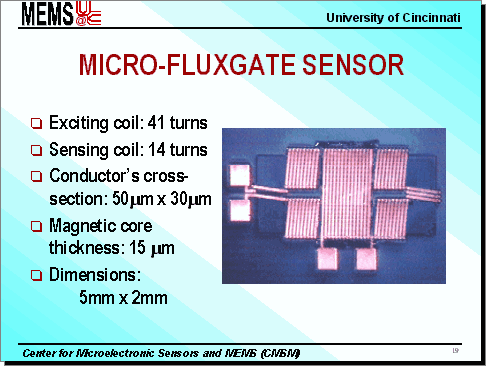 MEMS UC @
University of Cincinnati
MICRO-FLUXGATE SENSOR
❑ Exciting coil: 41 turns
❑ Sensing coil: 14 turns
❑ Conductor's cross-
section: 50μm x 30μm
❑ Magnetic core
thickness: 15 μm
❑ Dimensions:
5mm x 2mm
Center for Microelectronic Sensors and MEMS (CMSM)
19